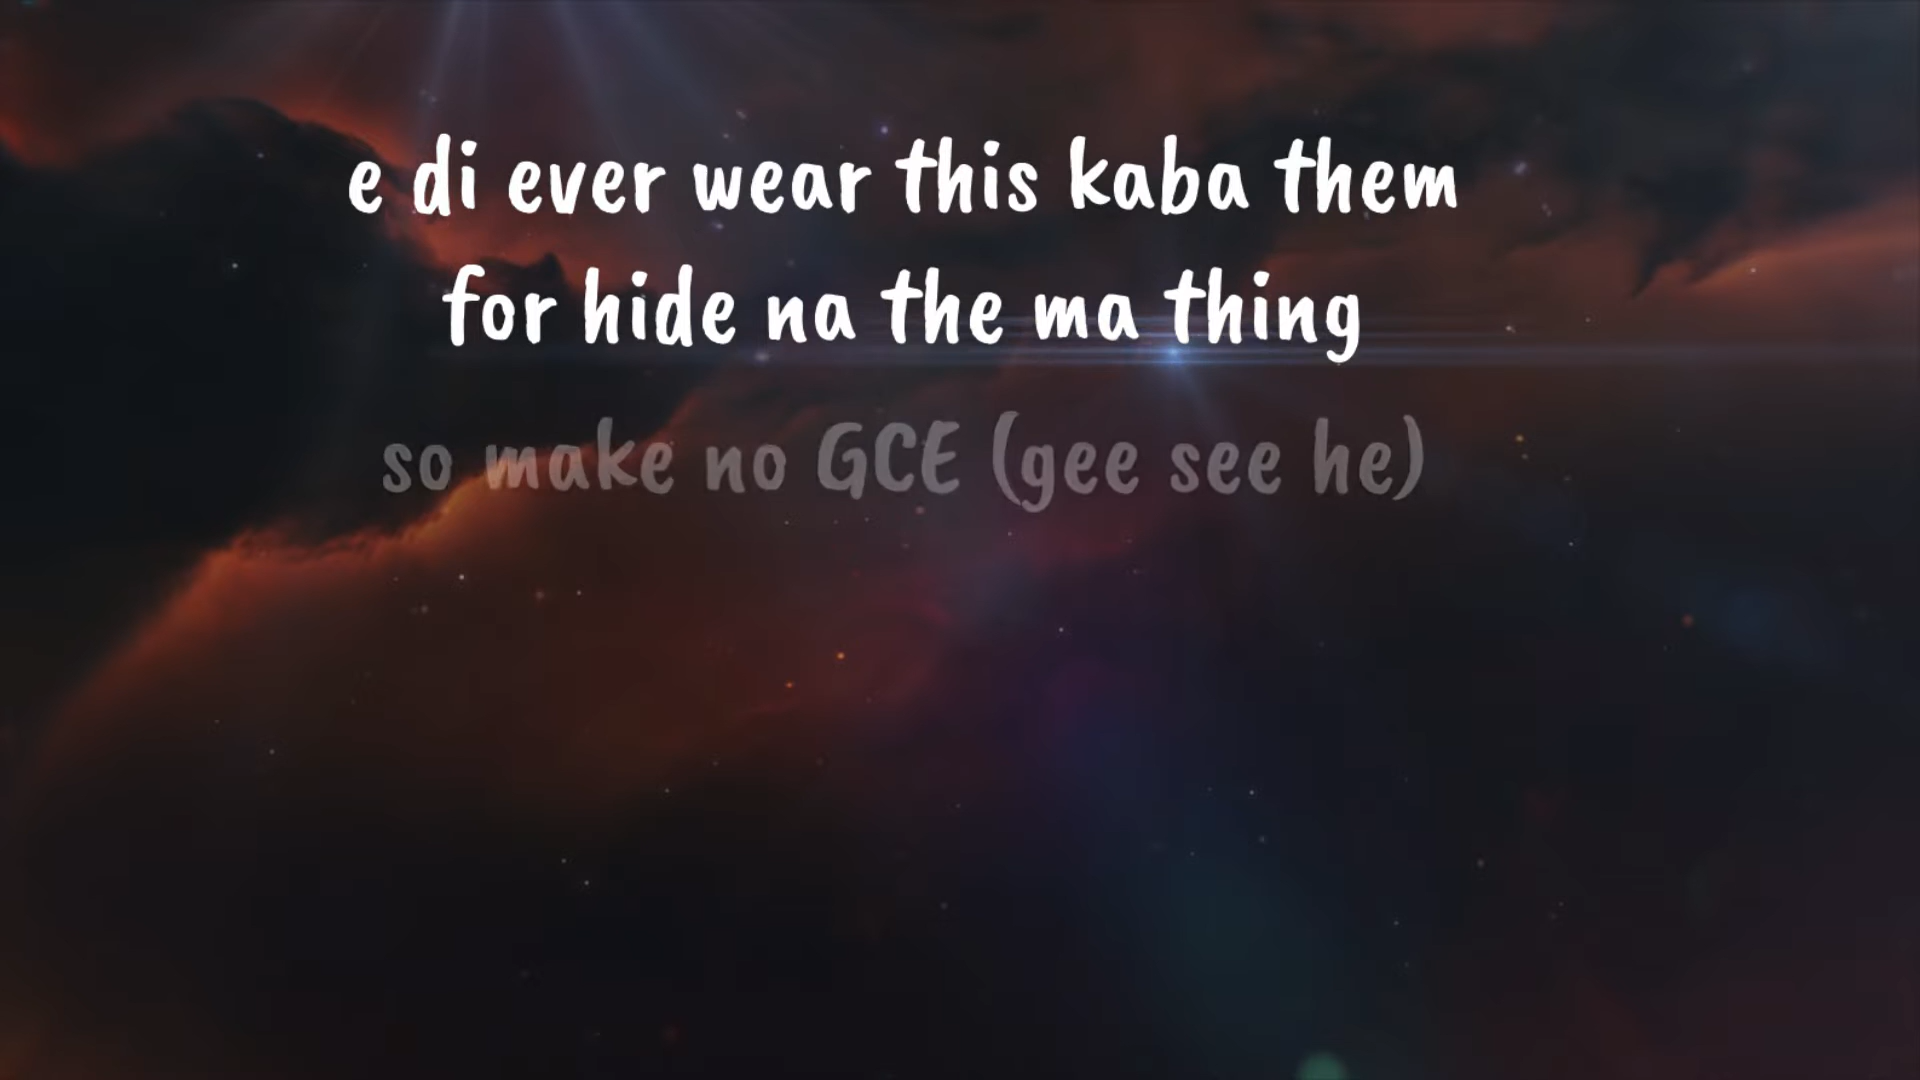 e di ever wear this kaba them
for hide na the ma thing
so make no GCE (gee see he)